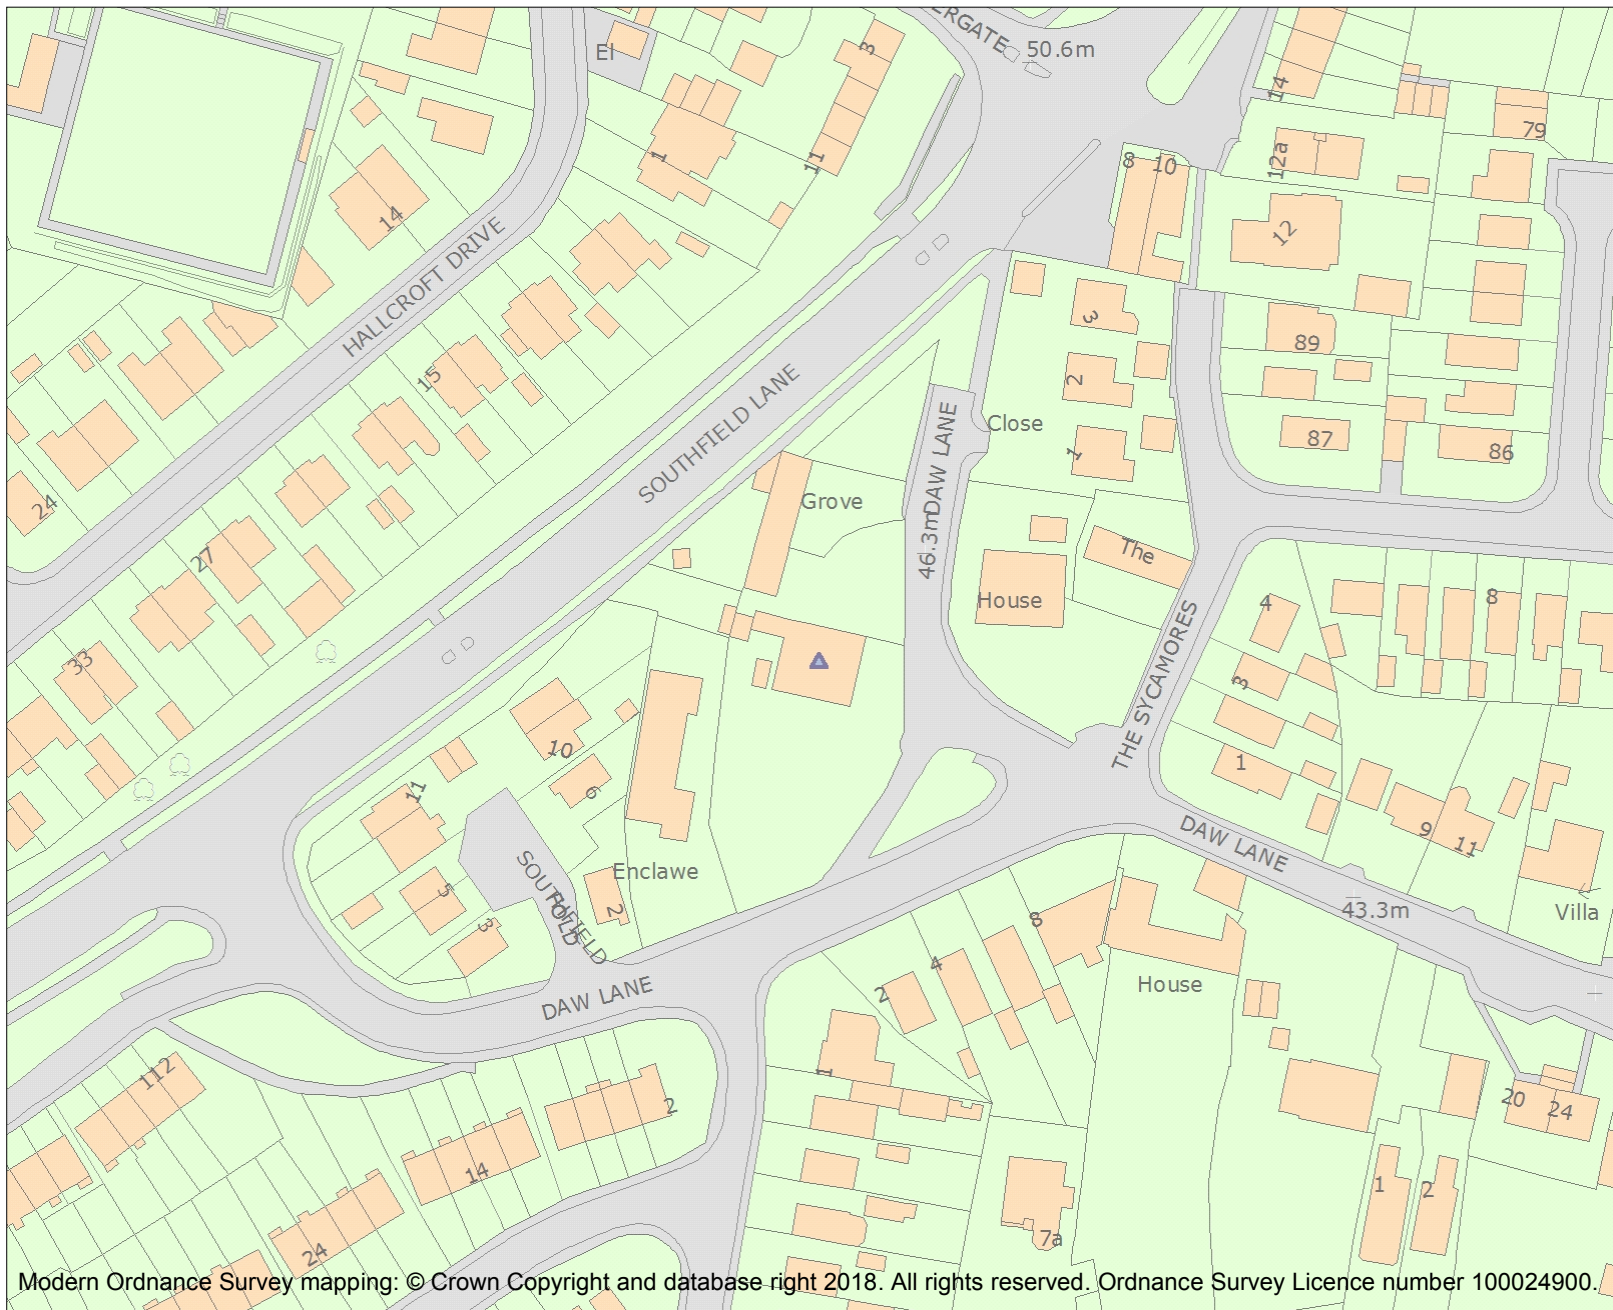 ERGATE
50.6m
El
3
14
79
1
11
8
10
12a
14
12
HALLCROFT DRIVE
3
89
15
SOUTHFIELD LANE
2
DAW LANE
Close
87
1
86
24
Grove
46.3m
The
27
House
4
8
THE SYCAMORES
33
3
10
1
11
6
DAW LANE
9
11
Enclawe
SOUTHFIELD
FOLD
5
2
3
43.3m
Villa
8
4
2
House
DAW LANE
112
1
2
20
24
14
1
2
24
7a
Modern Ordnance Survey mapping: © Crown Copyright and database right 2018. All rights reserved. Ordnance Survey Licence number 100024900.